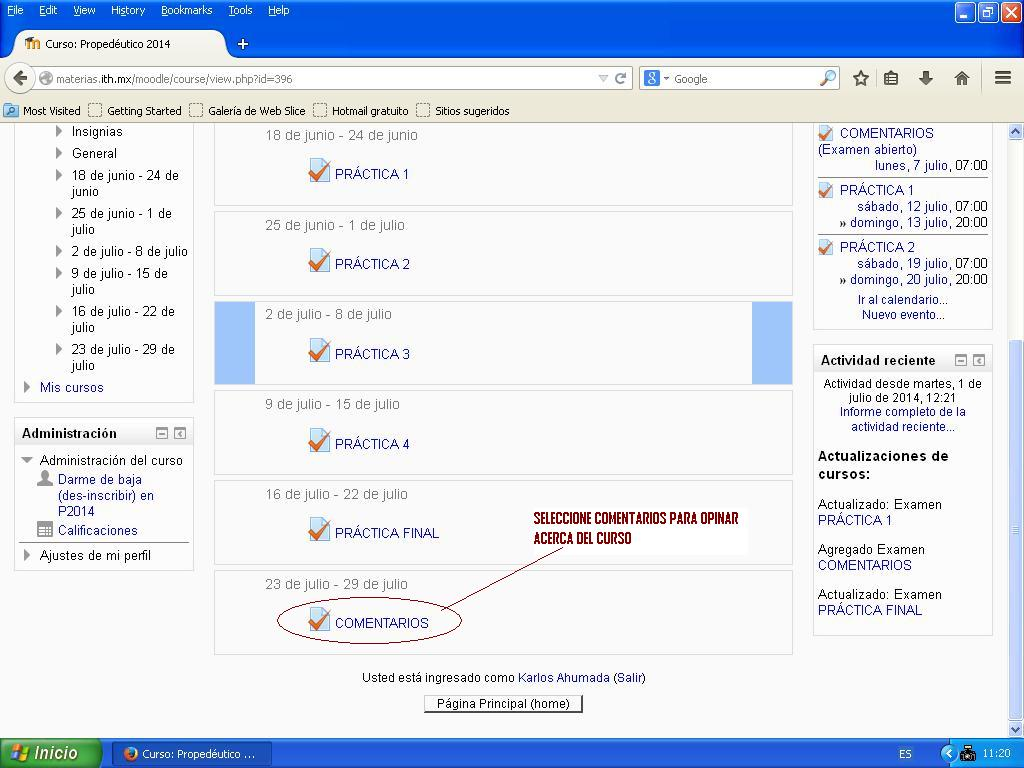 File Edit View History Bookmarks Tools Help
Curso: Propedéutico 2014
materias.ith.mx/moodle/course/view.php?id=396
Google
Most Visited Getting Started Galería de Web Slice Hotmail gratuito Sitios sugeridos
Insignias
General
18 de junio - 24 de
junio
25 de junio - 1 de
julio
2 de julio - 8 de julio
9 de julio - 15 de
julio
16 de julio - 22 de
julio
23 de julio - 29 de
julio
Mis cursos
Administración
Administración del curso
Darme de baja
(des-inscribir) en
P2014
Calificaciones
Ajustes de mi perfil
18 de junio - 24 de junio
PRÁCTICA 1
25 de junio - 1 de julio
PRÁCTICA 2
2 de julio - 8 de julio
PRÁCTICA 3
9 de julio - 15 de julio
PRÁCTICA 4
16 de julio - 22 de julio
PRÁCTICA FINAL
SELECCIONE COMENTARIOS PARA OPINAR
ACERCA DEL CURSO
23 de julio - 29 de julio
COMENTARIOS
Usted está ingresado como Karlos Ahumada (Salir)
Página Principal (home)
COMENTARIOS
(Examen abierto)
lunes, 7 julio, 07:00
PRÁCTICA 1
sábado, 12 julio, 07:00
» domingo, 13 julio, 20:00
PRÁCTICA 2
sábado, 19 julio, 07:00
» domingo, 20 julio, 20:00
Ir al calendario...
Nuevo evento...
Actividad reciente
Actividad desde martes, 1 de
julio de 2014, 12:21
Informe completo de la
actividad reciente...
Actualizaciones de
cursos:
Actualizado: Examen
PRÁCTICA 1
Agregado Examen
COMENTARIOS
Actualizado: Examen
PRÁCTICA FINAL
Inicio
Curso: Propedéutico ...
ES
11:20